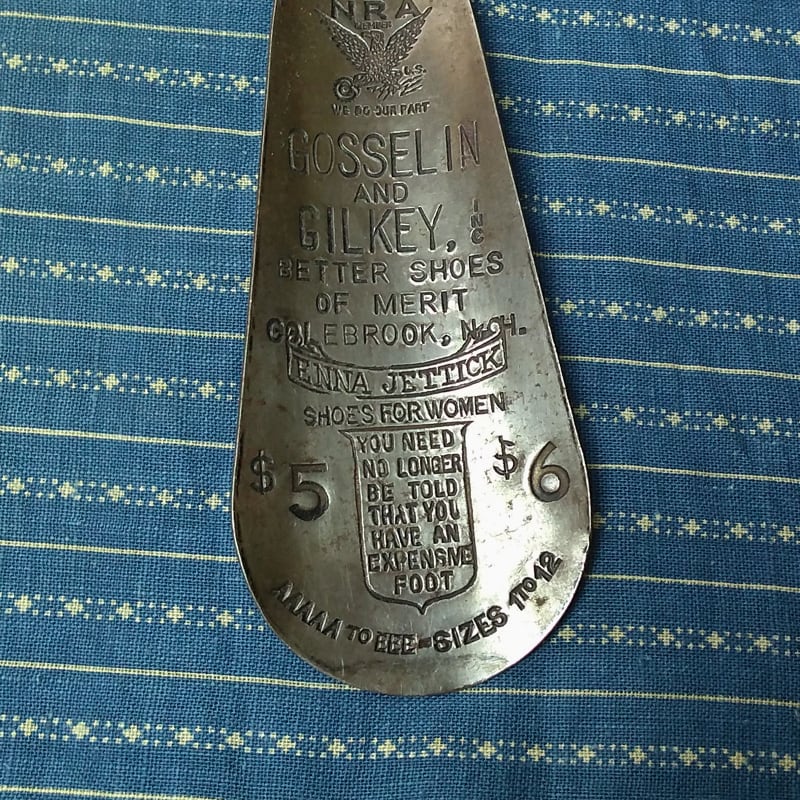 NRA
MEMBER
U.S.
WE DO OUR PART
GOSSELIN
AND
GILKEY, INC
BETTER SHOES
OF MERIT
COLEBROOK, N. H.
ENNA JETTICK
SHOES FOR WOMEN
$5
YOU NEED
NO LONGER
BE TOLD
THAT YOU
HAVE AN
EXPENSIVE
FOOT
$6
AAAAA TO EEE-SIZES 1 TO 12